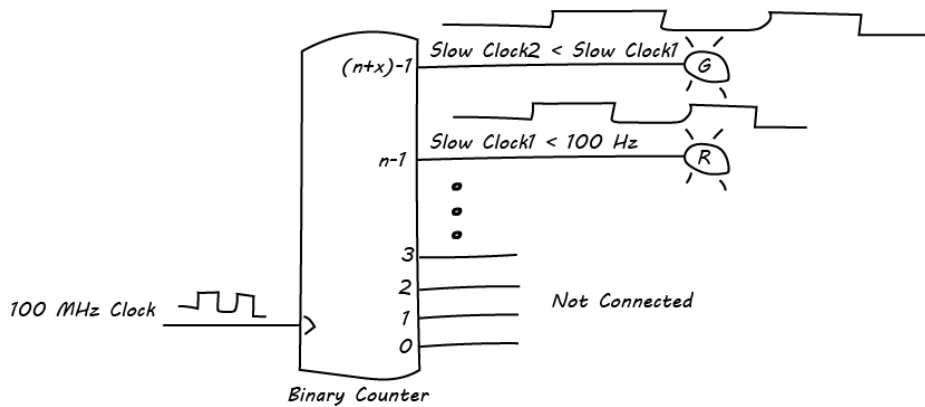 Slow Clock2 < Slow Clock1
(n+x)-1
G
Slow Clock1 < 100 Hz
n-1
R
3
2
Not Connected
100 MHz Clock
1
0
Binary Counter